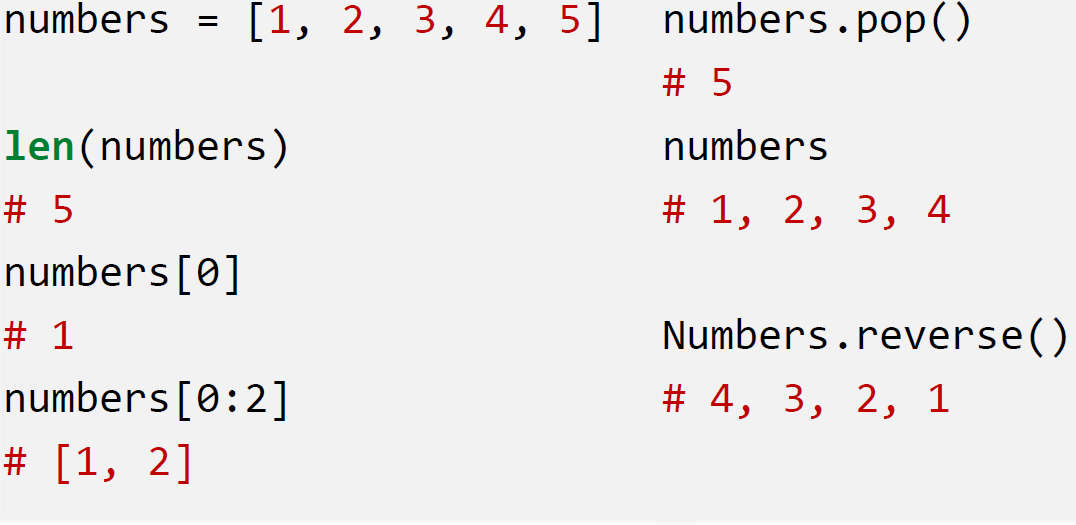 numbers = [1, 2, 3, 4, 5]
len(numbers)
# 5
numbers[0]
# 1
numbers[0:2]
# [1, 2]
numbers.pop()
# 5
numbers
# 1, 2, 3, 4
Numbers.reverse()
# 4, 3, 2, 1